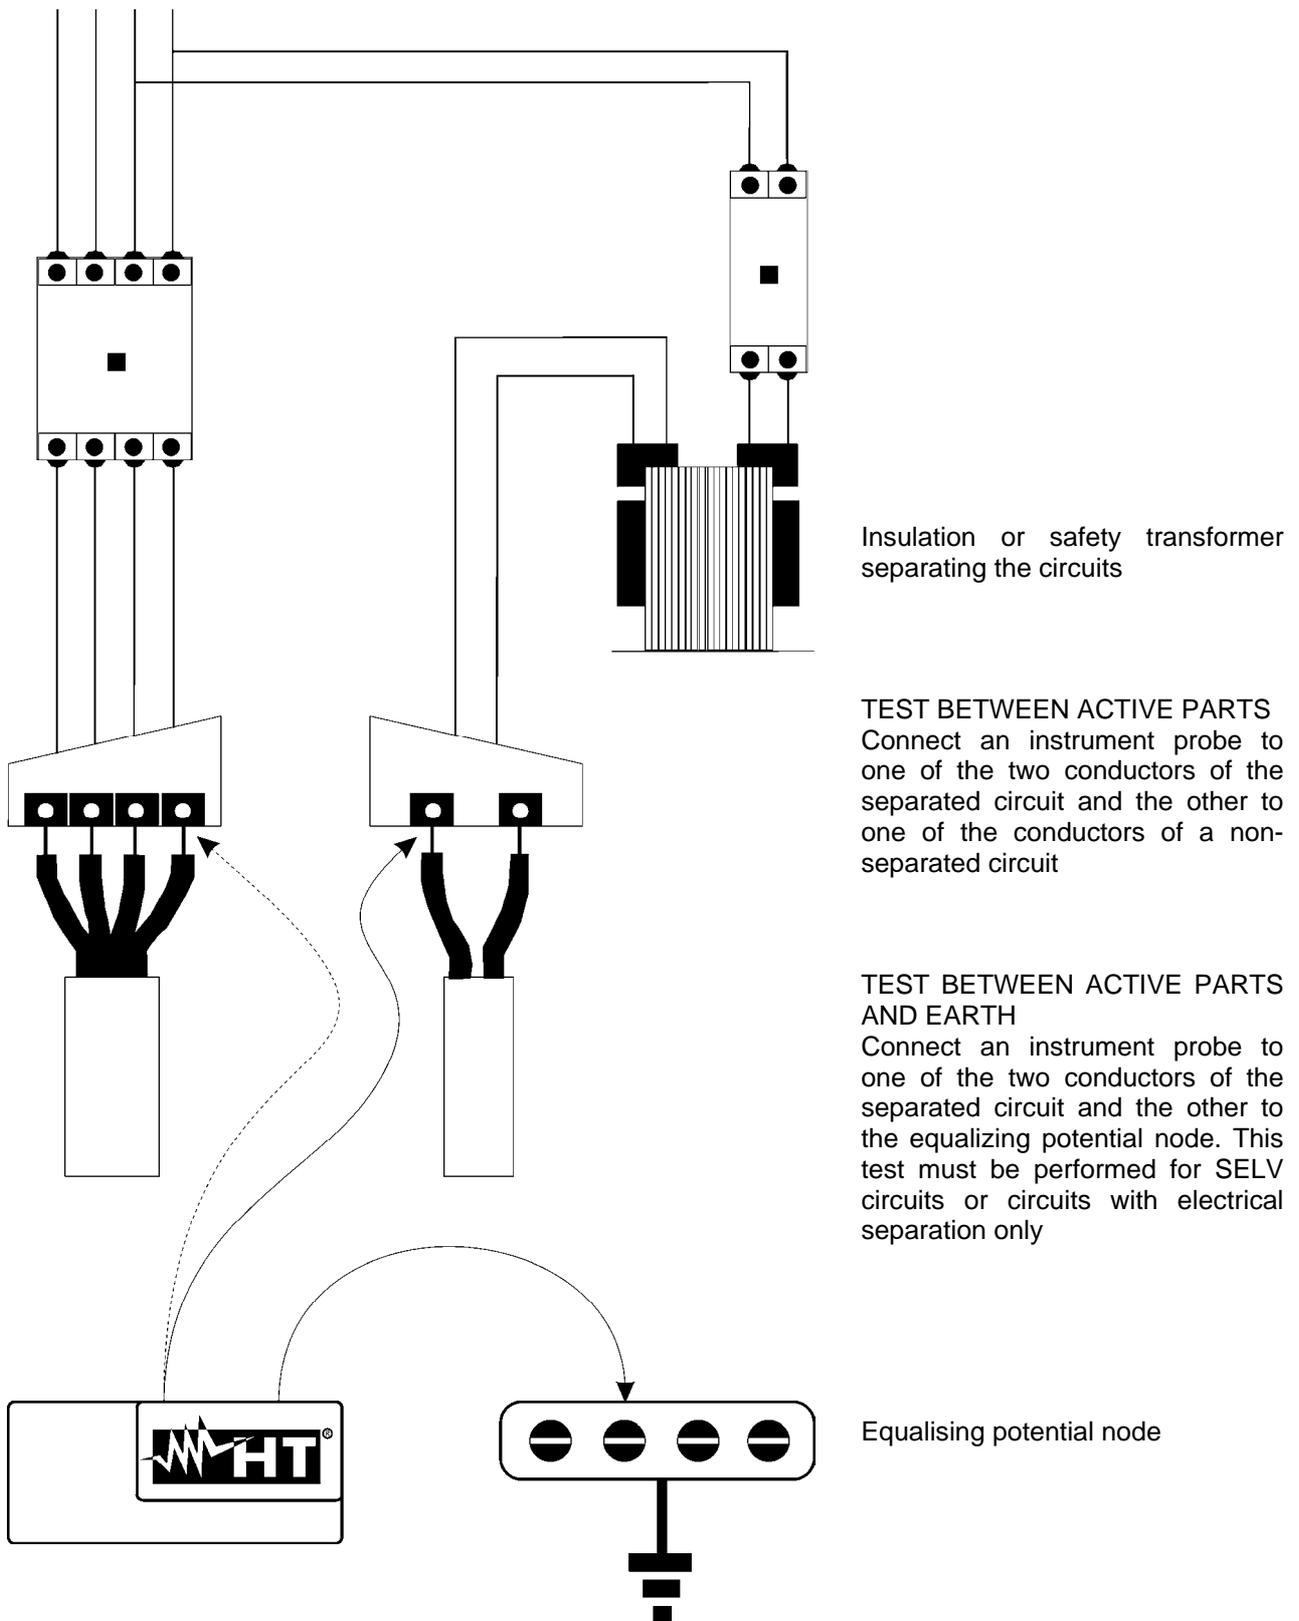 Insulation or safety transformer
separating the circuits
TEST BETWEEN ACTIVE PARTS
Connect an instrument probe to
one of the two conductors of the
separated circuit and the other to
one of the conductors of a non-
separated circuit
TEST BETWEEN ACTIVE PARTS
AND EARTH
Connect an instrument probe to
one of the two conductors of the
separated circuit and the other to
the equalizing potential node. This
test must be performed for SELV
circuits or circuits with electrical
separation only
HT®
Equalising potential node